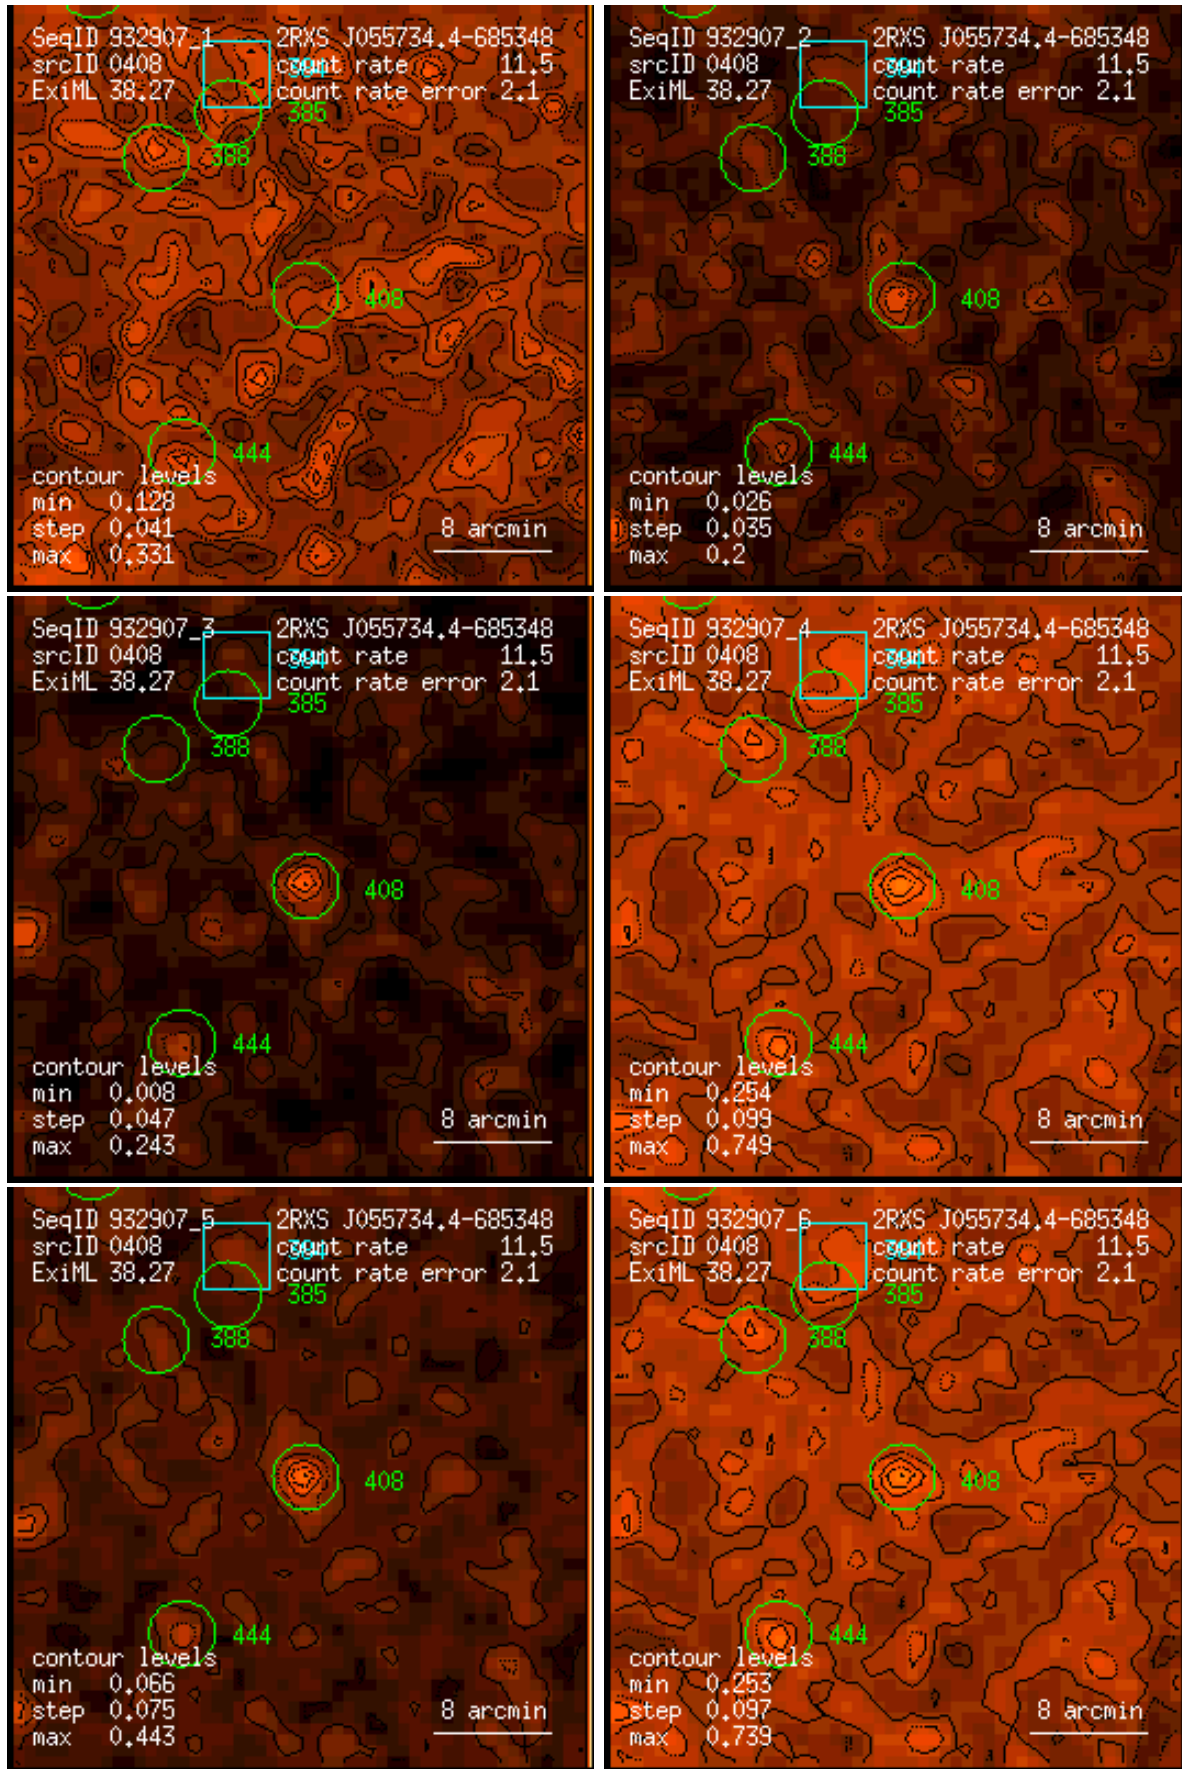 SeqID 932907_1 2RXS J055734.4-685348
srcID 0408 count rate 11.5
ExiML 38.27 count rate error 2.1
385
388
408
444
contour levels
min 0.128
step 0.041
max 0.331
8 arcmin
SeqID 932907_2 2RXS J055734.4-685348
srcID 0408 count rate 11.5
ExiML 38.27 count rate error 2.1
385
388
408
444
contour levels
min 0.026
step 0.035
max 0.2
8 arcmin
SeqID 932907_3 2RXS J055734.4-685348
srcID 0408 count rate 11.5
ExiML 38.27 count rate error 2.1
385
388
408
444
contour levels
min 0.008
step 0.047
max 0.243
8 arcmin
SeqID 932907_4 2RXS J055734.4-685348
srcID 0408 count rate 11.5
ExiML 38.27 count rate error 2.1
385
388
408
444
contour levels
min 0.254
step 0.099
max 0.749
8 arcmin
SeqID 932907_5 2RXS J055734.4-685348
srcID 0408 count rate 11.5
ExiML 38.27 count rate error 2.1
385
388
408
444
contour levels
min 0.066
step 0.075
max 0.443
8 arcmin
SeqID 932907_6 2RXS J055734.4-685348
srcID 0408 count rate 11.5
ExiML 38.27 count rate error 2.1
385
388
408
444
contour levels
min 0.253
step 0.097
max 0.739
8 arcmin